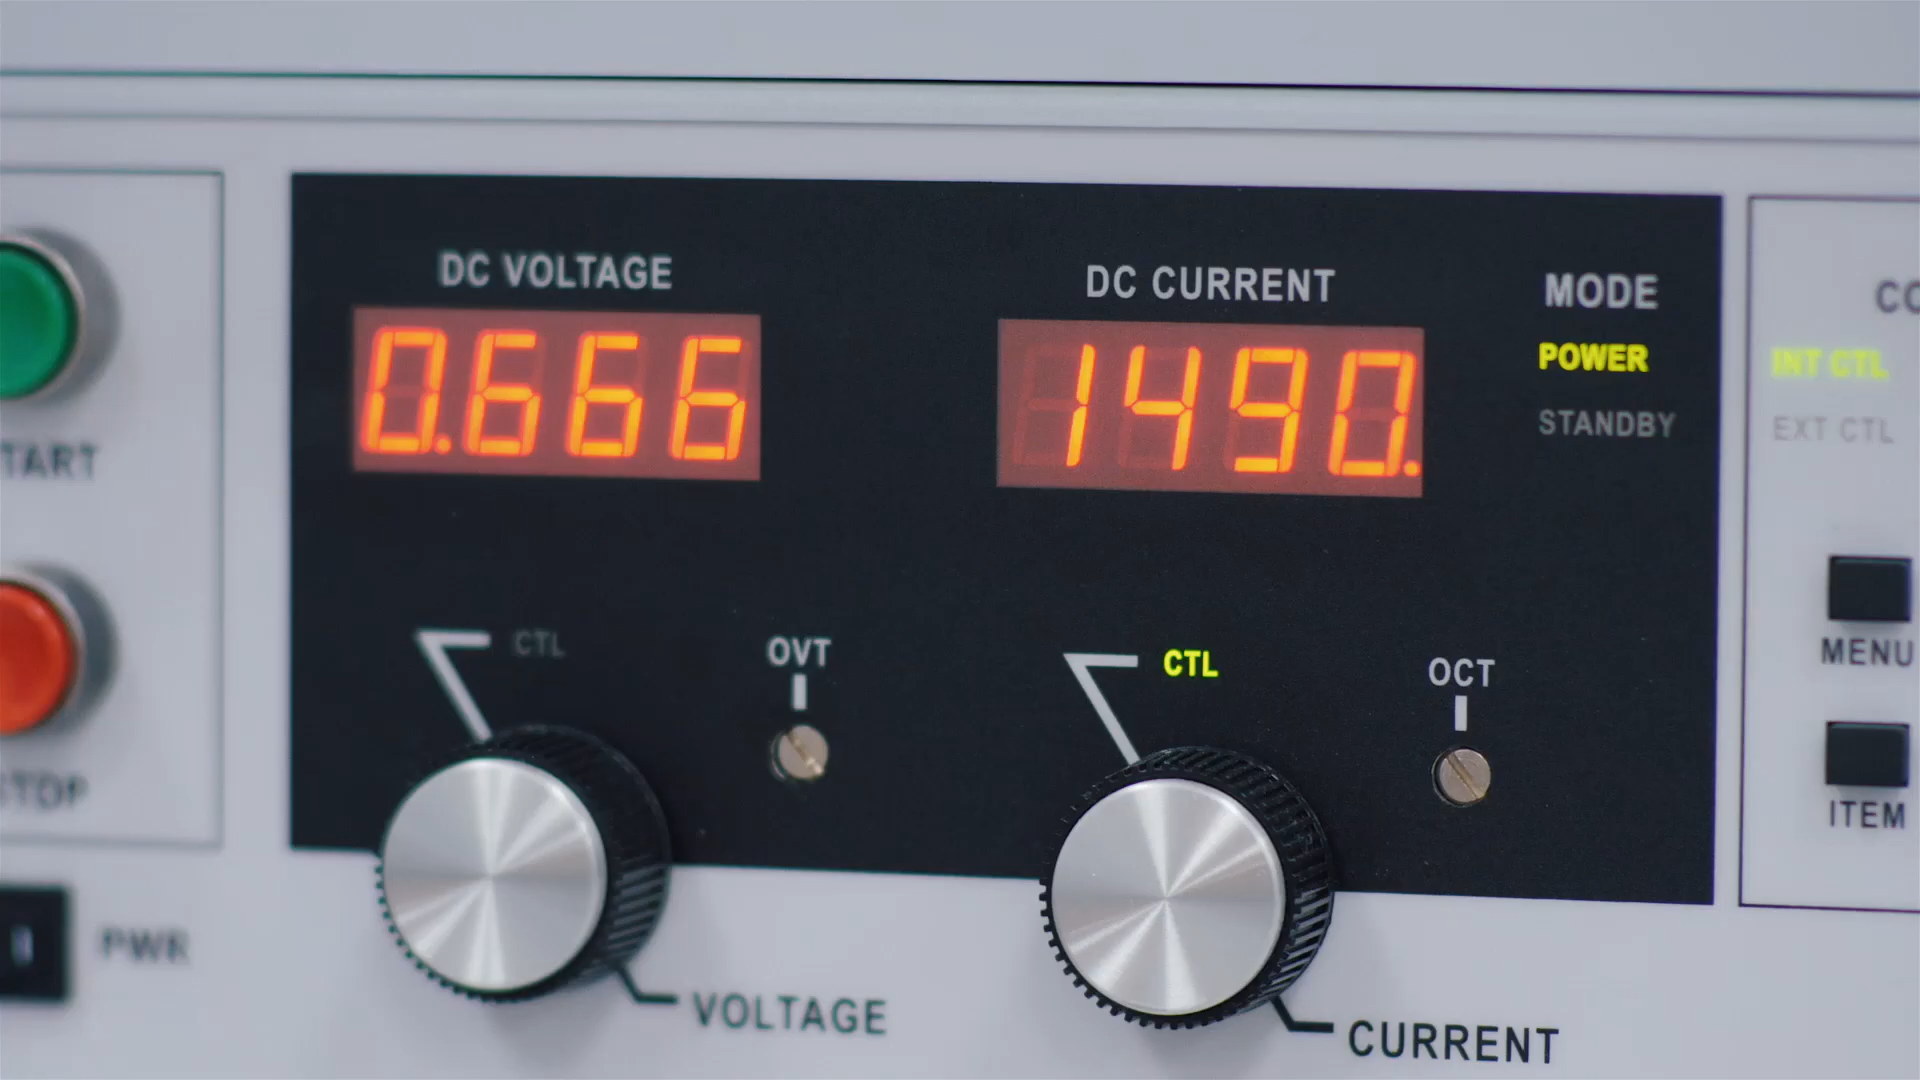 DC VOLTAGE
0.666
DC CURRENT
1490.
MODE
POWER
STANDBY
INT CTL
EXT CTL
TART
CTL
OVT
CTL
OCT
MENU
STOP
ITEM
PWR
VOLTAGE
CURRENT